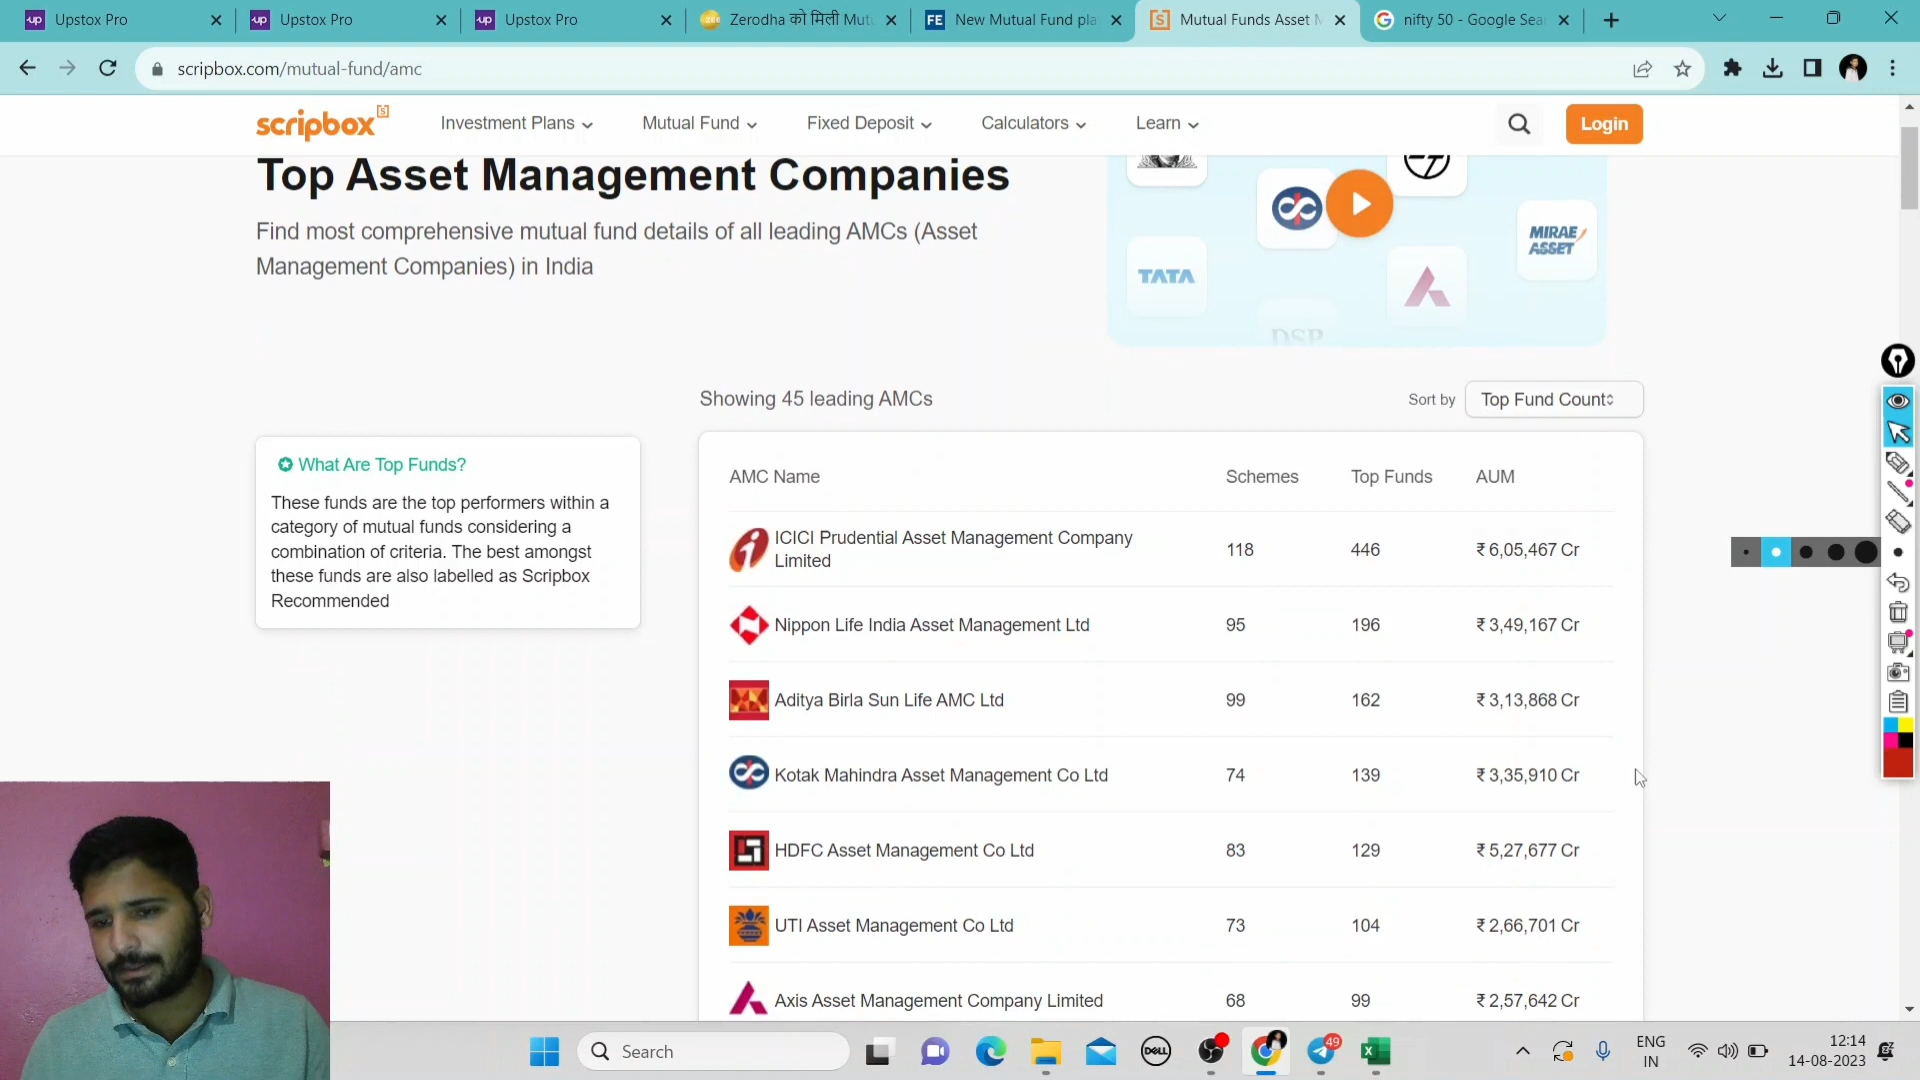 Upstox Pro
Upstox Pro
Upstox Pro
Zerodha को मिली Mutu
New Mutual Fund pla
Mutual Funds Asset M
nifty 50 - Google Sea
scripbox.com/mutual-fund/amc
scripbox
Investment Plans
Mutual Fund
Fixed Deposit
Calculators
Learn
Login
Top Asset Management Companies
Find most comprehensive mutual fund details of all leading AMCs (Asset
Management Companies) in India
MIRAE
ASSET
TATA
DSP
Showing 45 leading AMCs
Sort by
Top Fund Count
What Are Top Funds?
These funds are the top performers within a
category of mutual funds considering a
combination of criteria. The best amongst
these funds are also labelled as Scripbox
Recommended
AMC Name Schemes Top Funds AUM
ICICI Prudential Asset Management Company
Limited
118 446 ₹ 6,05,467 Cr
Nippon Life India Asset Management Ltd 95 196 ₹ 3,49,167 Cr
Aditya Birla Sun Life AMC Ltd 99 162 ₹ 3,13,868 Cr
Kotak Mahindra Asset Management Co Ltd 74 139 ₹ 3,35,910 Cr
HDFC Asset Management Co Ltd 83 129 ₹ 5,27,677 Cr
UTI Asset Management Co Ltd 73 104 ₹ 2,66,701 Cr
Axis Asset Management Company Limited 68 99 ₹ 2,57,642 Cr
Search
DELL
49
ENG
IN
12:14
14-08-2023